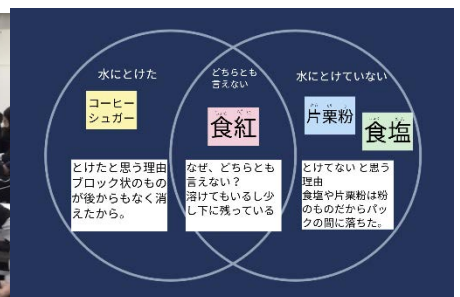 水にとけた
コーヒー
シュガー
とけたと思う理由
ブロック状のもの
が後からもなく消
えたから。
どちらとも
言えない
食紅
なぜ、どちらとも
言えない？
溶けてもいるし少
し下に残っている
水にとけていない
片栗粉
食塩
とけてない と思う
理由
食塩や片栗粉は粉
のものだからパッ
クの間に落ちた。